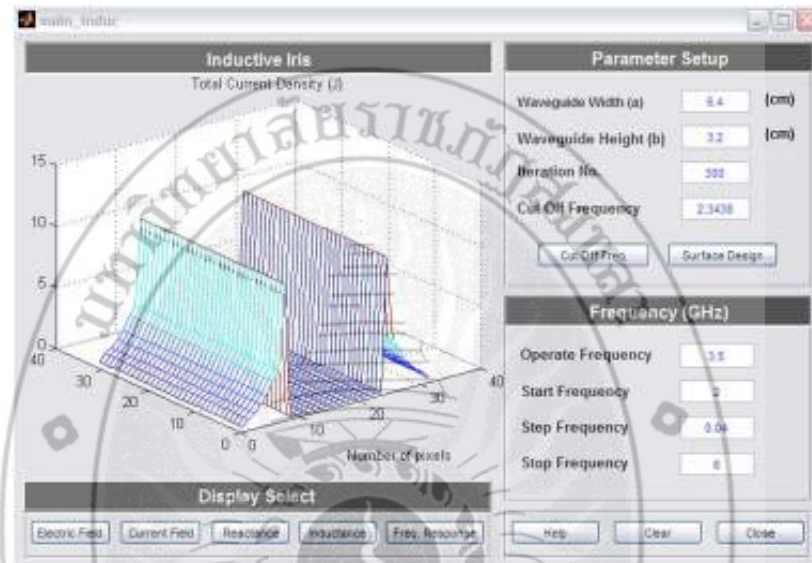 main_induc
Inductive Iris
Total Current Density (J)
15
10
5
0
40
30
20
10
0
0
10
20
30
40
Number of pixels
Display Select
Electric Field
Current Field
Reactance
Inductance
Freq. Response
Parameter Setup
Waveguide Width (a) 6.4 (cm)
Waveguide Height (b) 3.2 (cm)
Iteration No. 300
Cut Off Frequency 2.3438
Cut Off Freq.
Surface Design
Frequency (GHz)
Operate Frequency 3.5
Start Frequency 2
Step Frequency 0.04
Stop Frequency 6
Help
Clear
Close